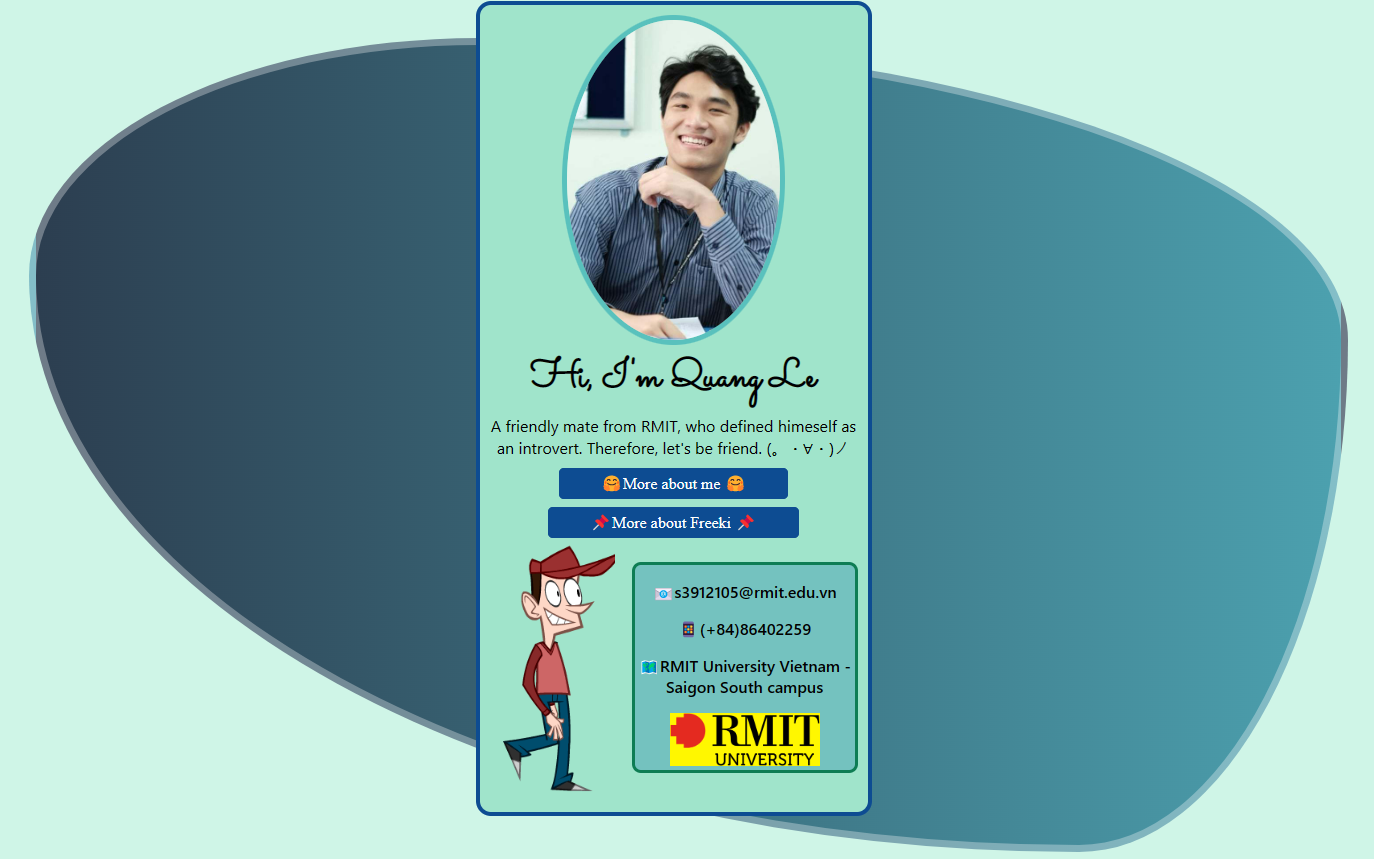 Hi, I'm Quang Le
A friendly mate from RMIT, who defined himeself as
an introvert. Therefore, let's be friend. (。・∀・)ノ
🤗 More about me 🤗
📌 More about Freeki 📌
📧 s3912105@rmit.edu.vn
📱 (+84)86402259
🗺️ RMIT University Vietnam -
Saigon South campus
RMIT
UNIVERSITY